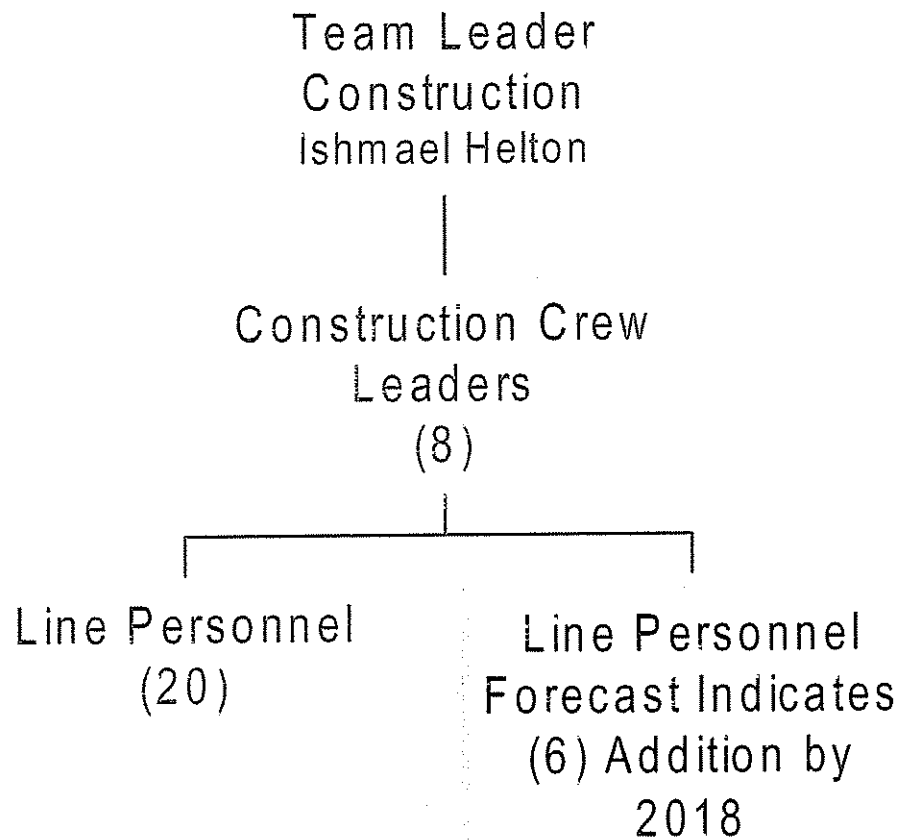 Team Leader
Construction
Ishmael Helton
Construction Crew
Leaders
(8)
Line Personnel
(20)
Line Personnel
Forecast Indicates
(6) Addition by
2018